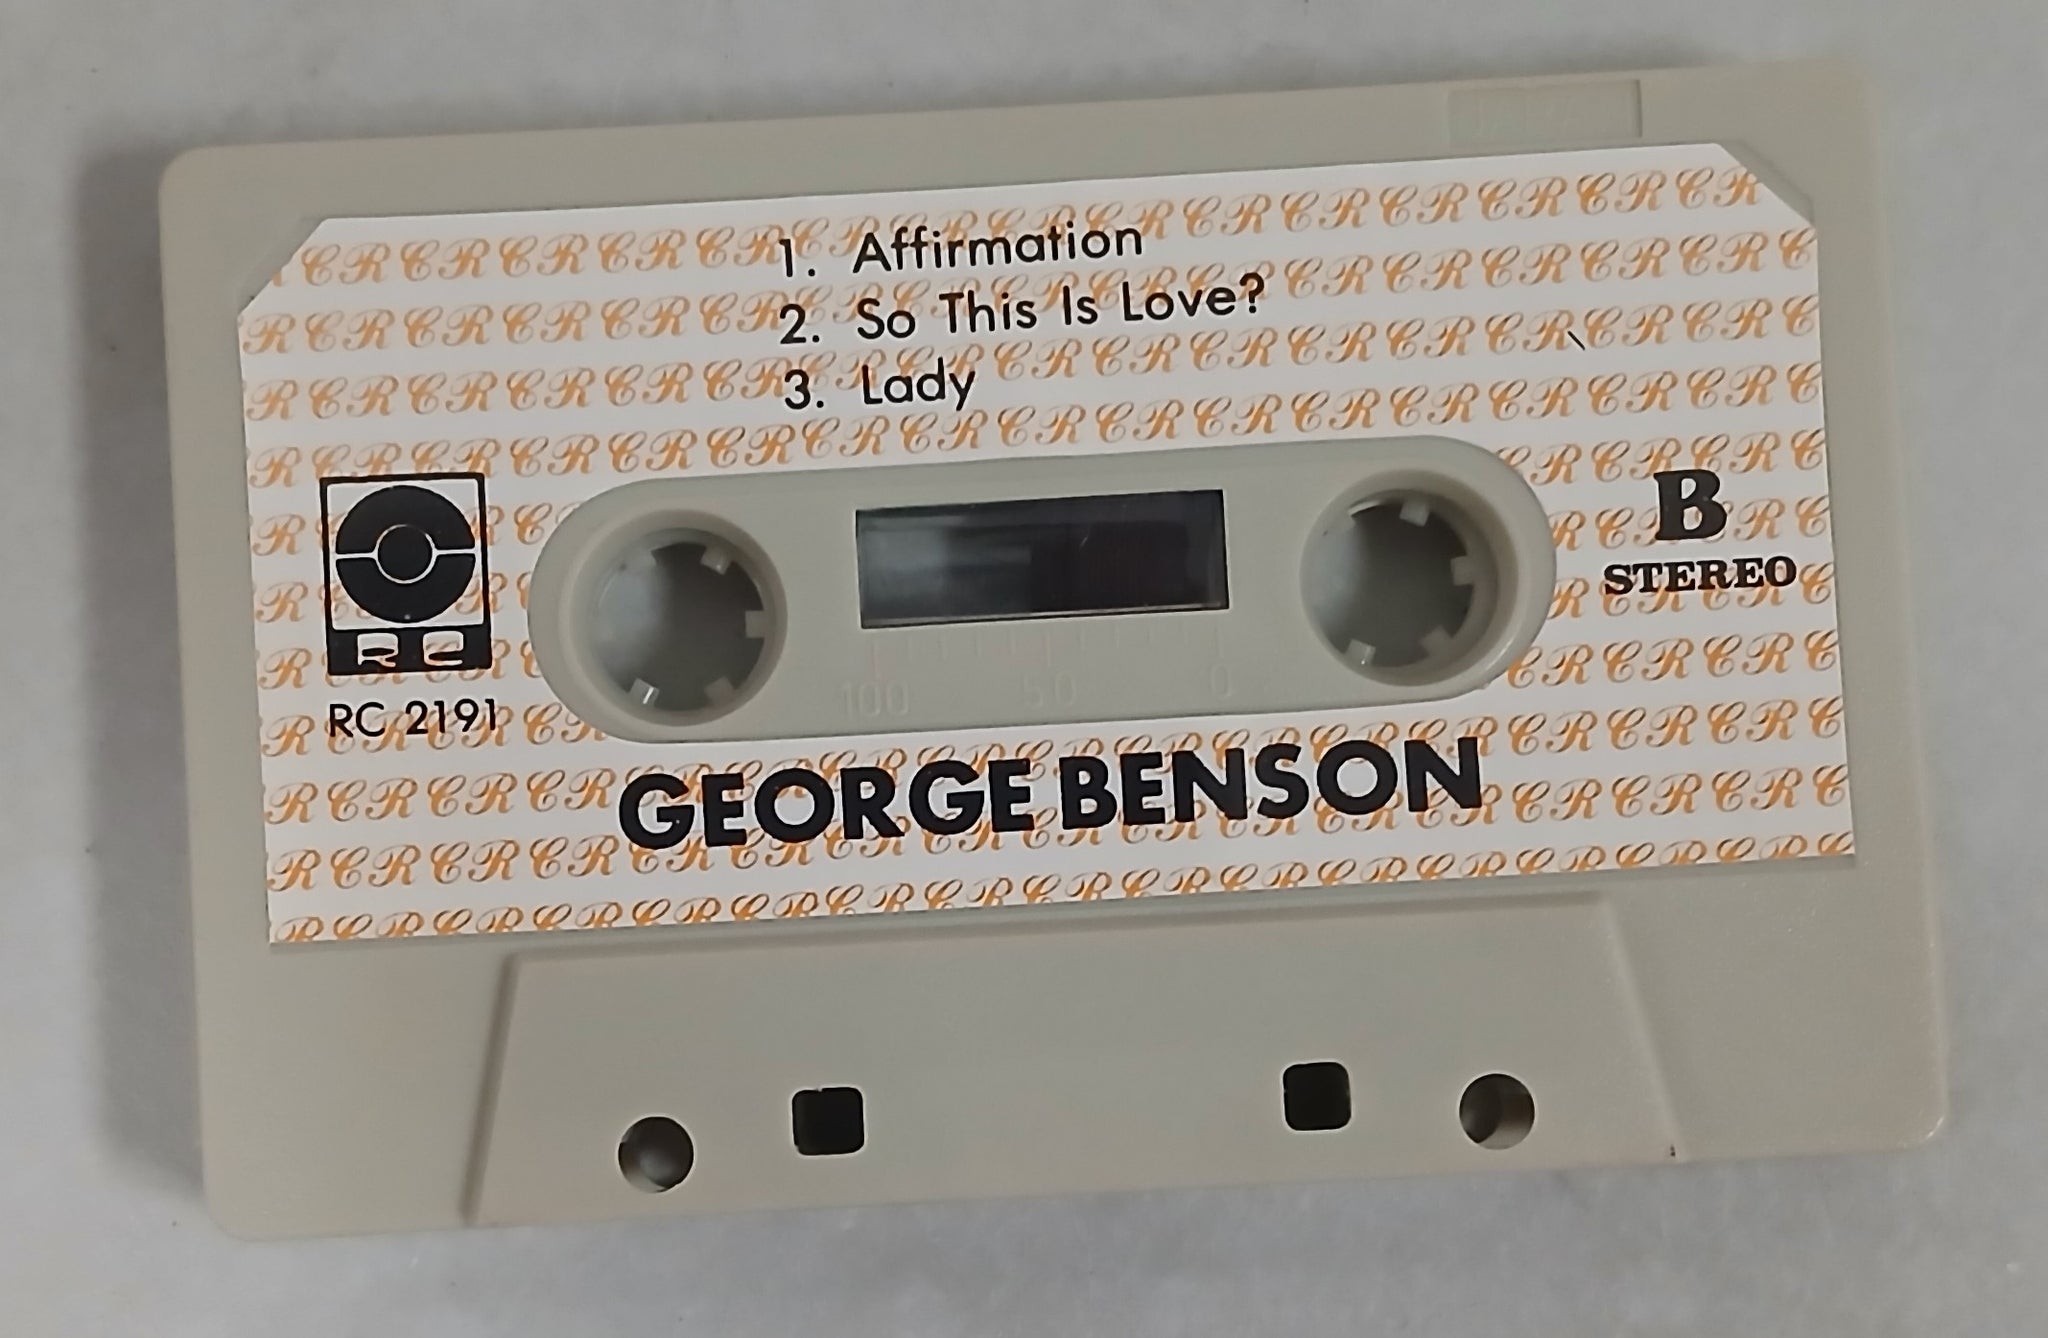 1. Affirmation
2. So This Is Love?
3. Lady
RC
RC 2191
B
STEREO
100 50 0
GEORGE BENSON